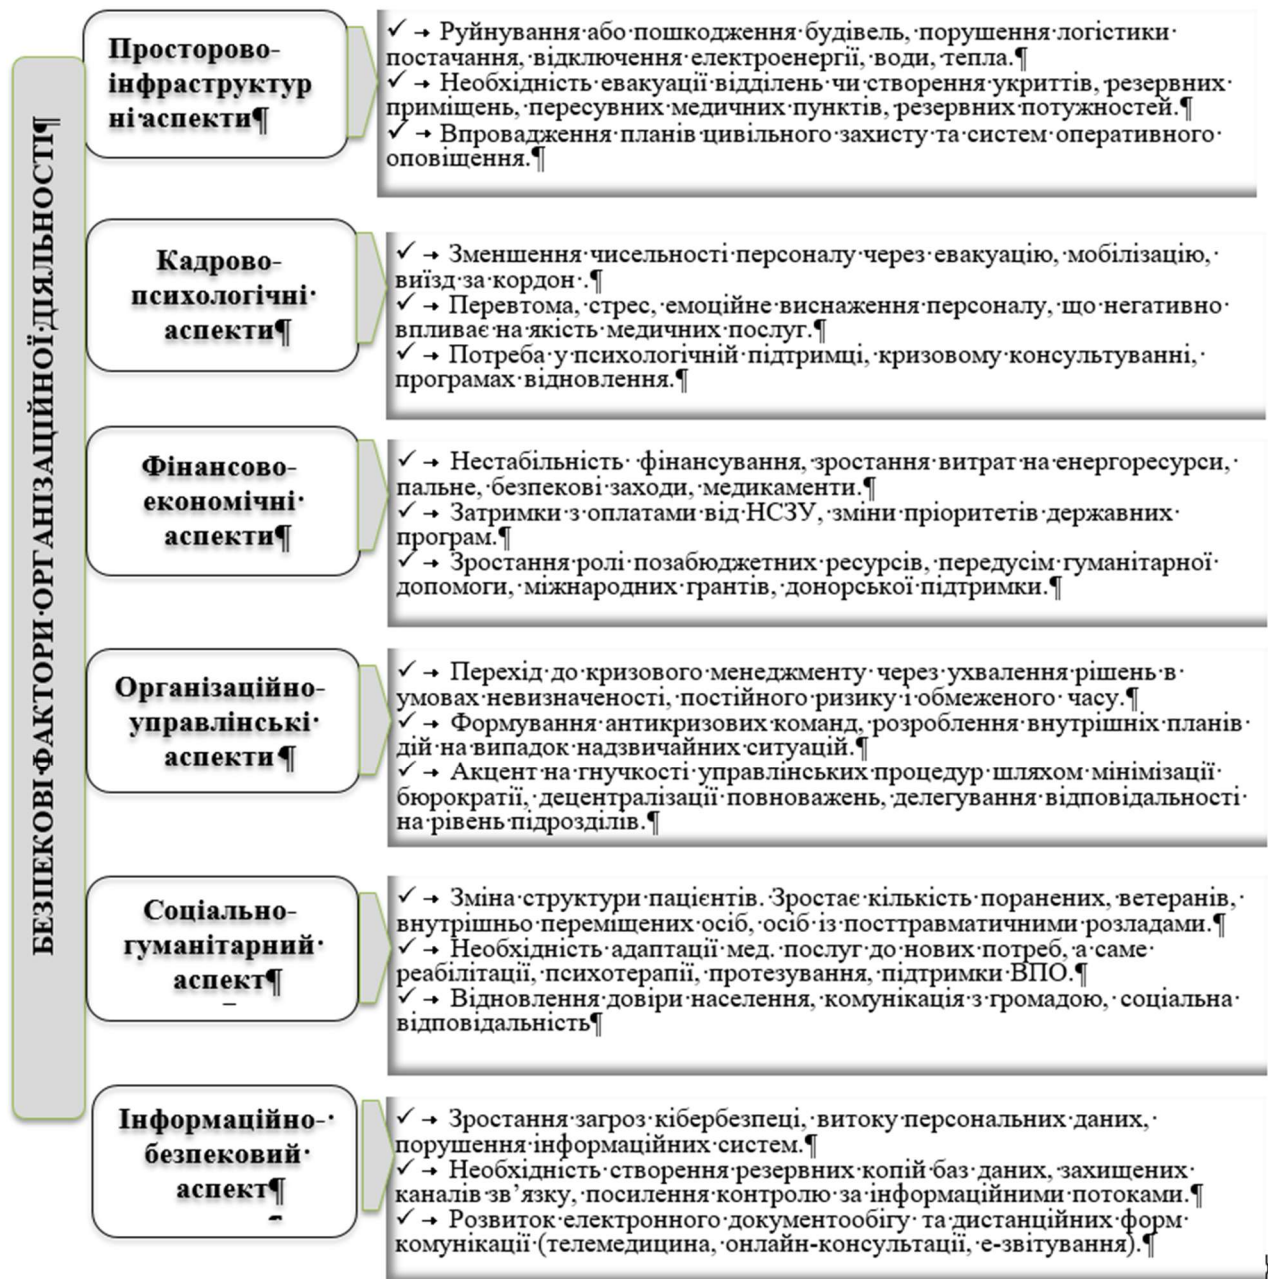 БЕЗПЕКОВІ ФАКТОРИ ОРГАНІЗАЦІЙНОЇ ДІЯЛЬНОСТІ¶
Просторово-
інфраструктур
ні аспекти¶
✓→ Руйнування або пошкодження будівель, порушення логістики
постачання, відключення електроенергії, води, тепла.¶
✓→ Необхідність евакуації відділень чи створення укриттів, резервних
приміщень, пересувних медичних пунктів, резервних потужностей.¶
✓→ Впровадження планів цивільного захисту та систем оперативного
оповіщення.¶
Кадрово-
психологічні
аспекти¶
✓→ Зменшення чисельності персоналу через евакуацію, мобілізацію,
виїзд за кордон .¶
✓→ Перевтома, стрес, емоційне виснаження персоналу, що негативно
впливає на якість медичних послуг.¶
✓→ Потреба у психологічній підтримці, кризовому консультуванні,
програмах відновлення.¶
Фінансово-
економічні
аспекти¶
✓→ Нестабільність фінансування, зростання витрат на енергоресурси,
пальне, безпекові заходи, медикаменти.¶
✓→ Затримки з оплатами від НСЗУ, зміни пріоритетів державних
програм.¶
✓→ Зростання ролі позабюджетних ресурсів, передусім гуманітарної
допомоги, міжнародних грантів, донорської підтримки.¶
Організаційно-
управлінські
аспекти¶
✓→ Перехід до кризового менеджменту через ухвалення рішень в
умовах невизначеності, постійного ризику і обмеженого часу.¶
✓→ Формування антикризових команд, розроблення внутрішніх планів
дій на випадок надзвичайних ситуацій.¶
✓→ Акцент на гнучкості управлінських процедур шляхом мінімізації
бюрократії, децентралізації повноважень, делегування відповідальності
на рівень підрозділів.¶
Соціально-
гуманітарний
аспект¶
✓→ Зміна структури пацієнтів. Зростає кількість поранених, ветеранів,
внутрішньо переміщених осіб, осіб із посттравматичними розладами.¶
✓→ Необхідність адаптації мед. послуг до нових потреб, а саме
реабілітації, психотерапії, протезування, підтримки ВПО.¶
✓→ Відновлення довіри населення, комунікація з громадою, соціальна
відповідальність¶
Інформаційно-
безпековий
аспект¶
✓→ Зростання загроз кібербезпеці, витоку персональних даних,
порушення інформаційних систем.¶
✓→ Необхідність створення резервних копій баз даних, захищених
каналів зв’язку, посилення контролю за інформаційними потоками.¶
✓→ Розвиток електронного документообігу та дистанційних форм
комунікації (телемедицина, онлайн-консультації, е-звітування).¶